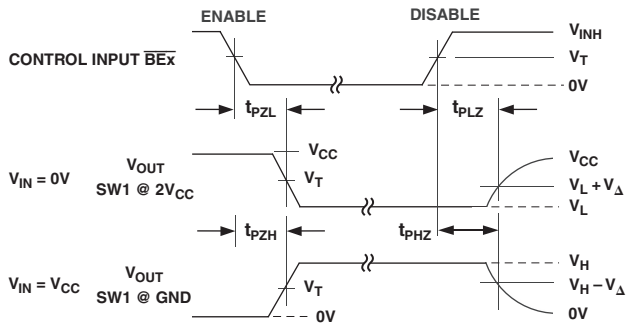 ENABLE DISABLE
V_INH
CONTROL INPUT B̅E̅x̅ V_T
0V
t_PZL t_PLZ
V_CC V_CC
V_IN = 0V V_OUT V_T V_L + V_Δ
SW1 @ 2V_CC V_L
t_PZH t_PHZ
V_H
V_IN = V_CC V_OUT V_T V_H – V_Δ
SW1 @ GND
0V 0V